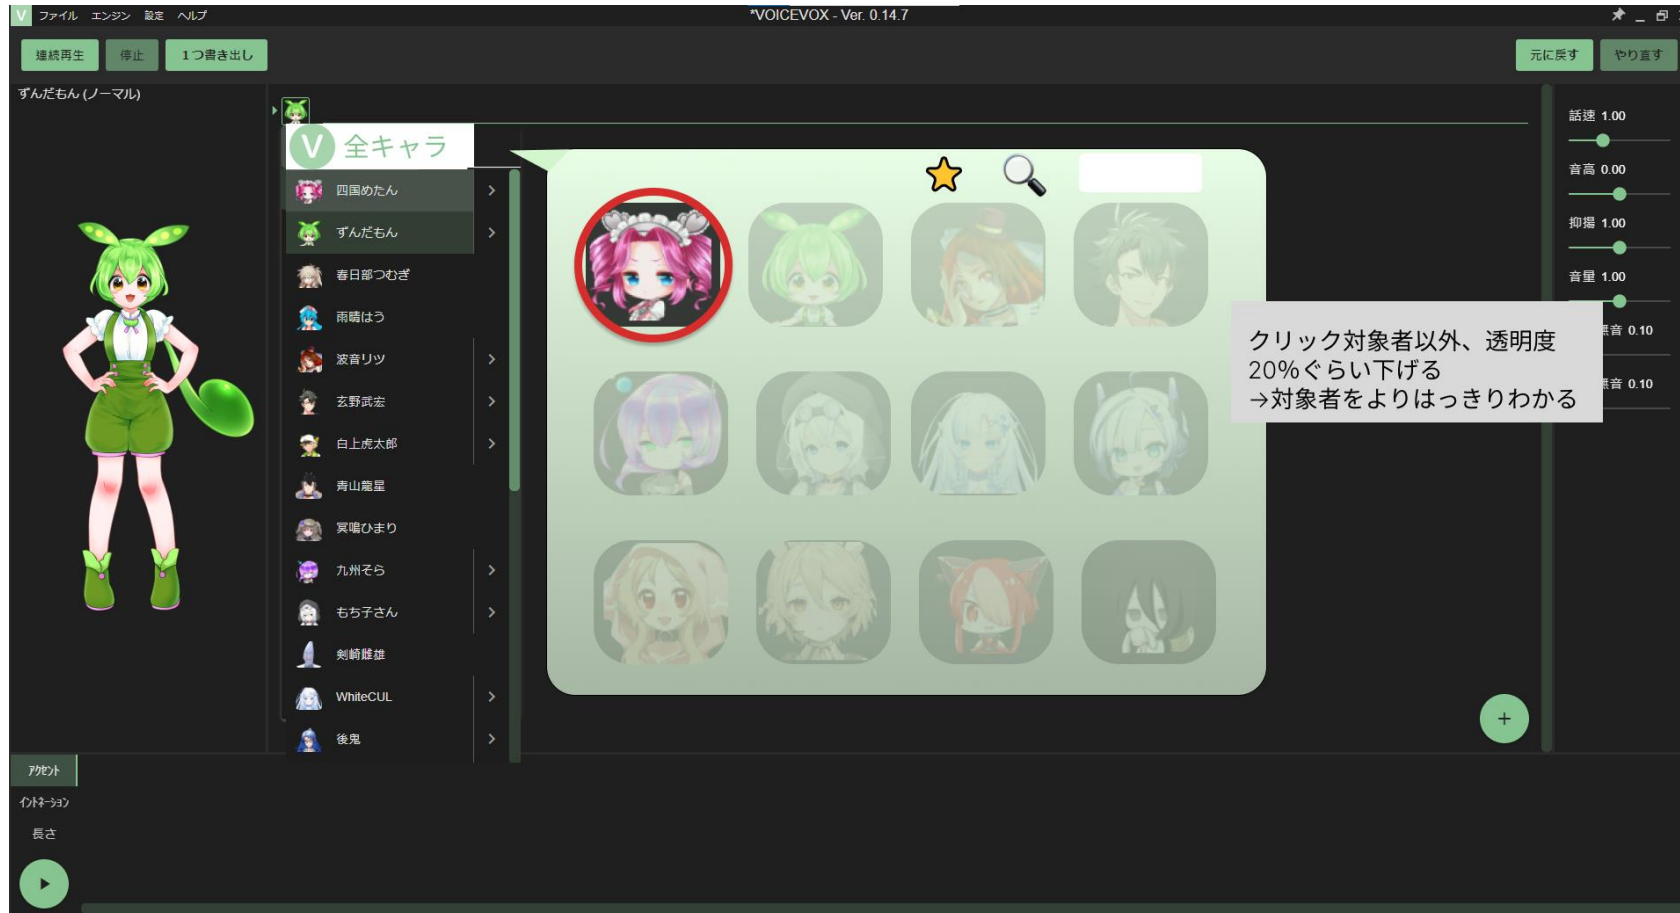 V ファイル エンジン 設定 ヘルプ
*VOICEVOX - Ver. 0.14.7
連続再生 停止 1つ書き出し
元に戻す やり直す
ずんだもん (ノーマル)
V 全キャラ
四国めたん
ずんだもん
春日部つむぎ
雨晴はう
波音リツ
玄野武宏
白上虎太郎
青山龍星
冥鳴ひまり
九州そら
もち子さん
剣崎雌雄
WhiteCUL
後鬼
クリック対象者以外、透明度
20%ぐらい下げる
→対象者をよりはっきりわかる
話速 1.00
音高 0.00
抑揚 1.00
音量 1.00
音 0.10
音 0.10
アクセント
イントネーション
長さ